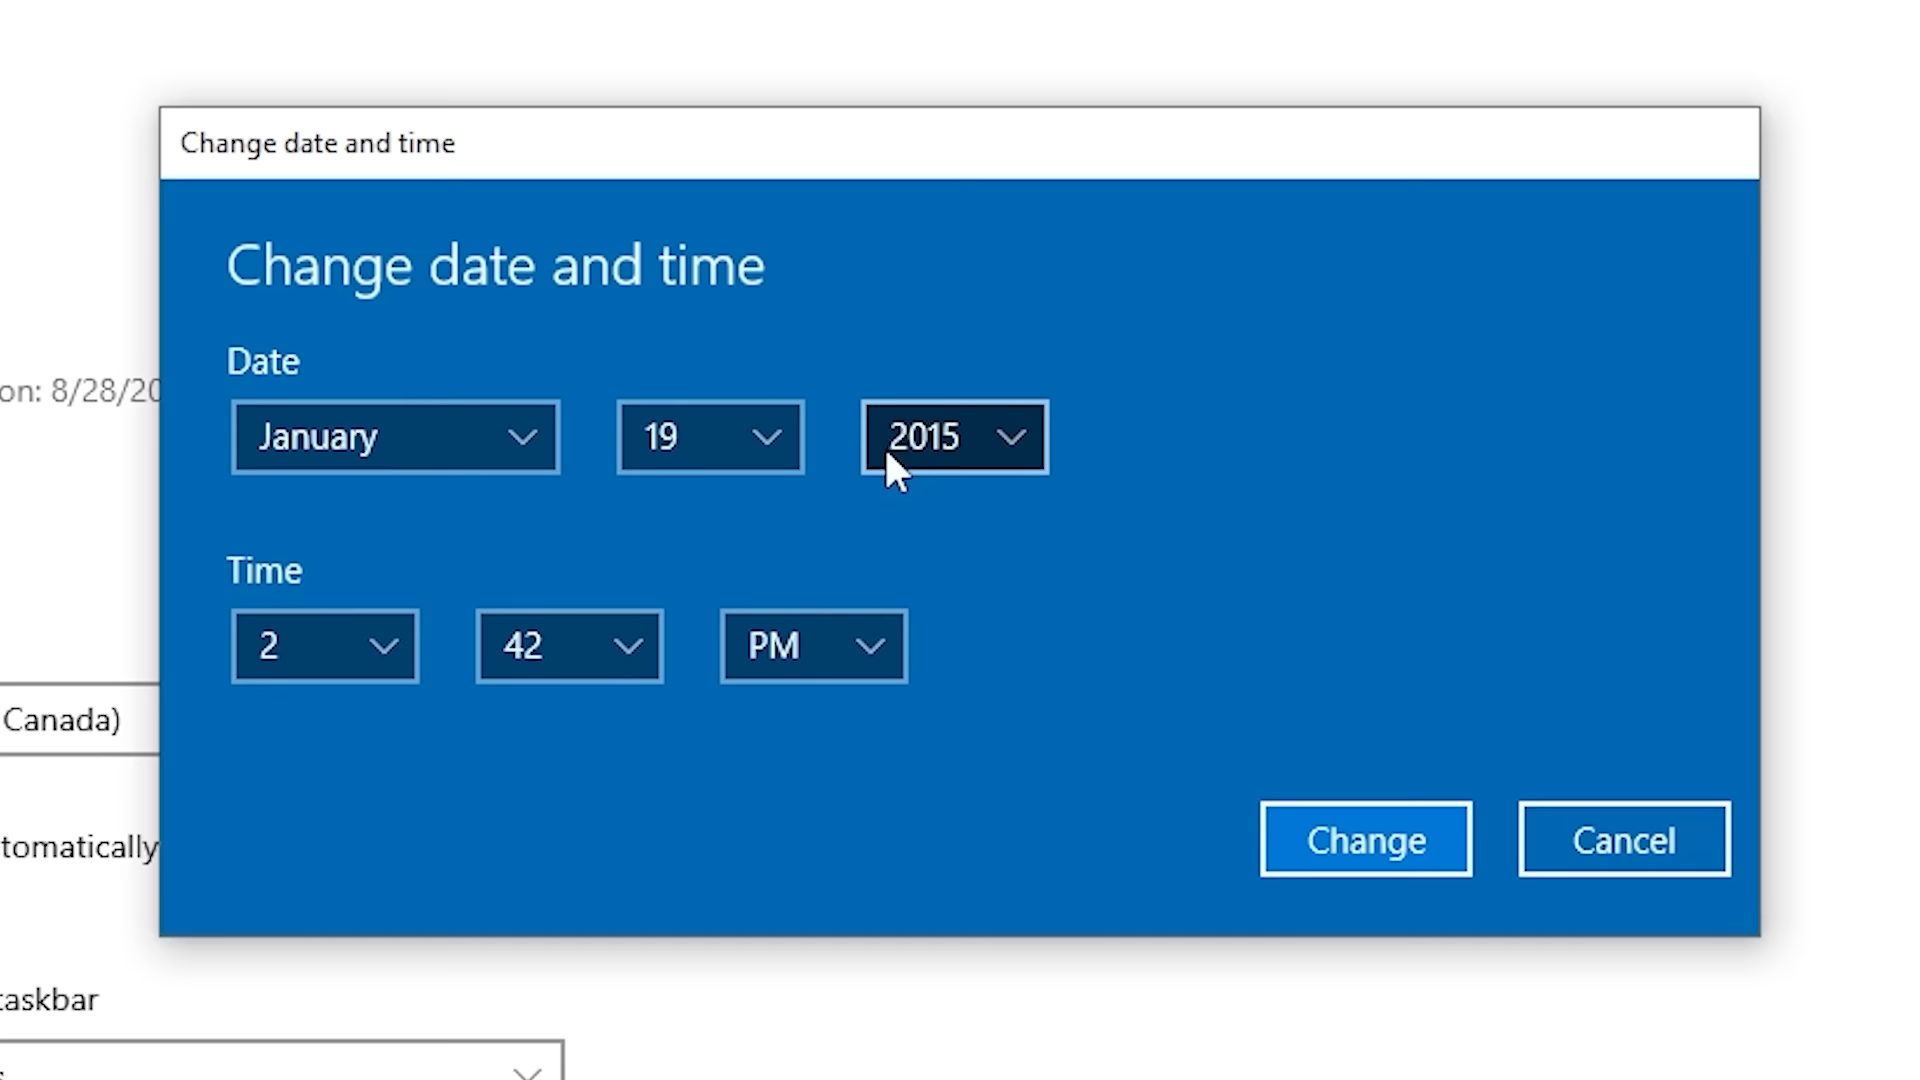 Change date and time
Change date and time
Date
on: 8/28/20
January 19 2015
Time
2 42 PM
Canada)
tomatically
Change Cancel
taskbar